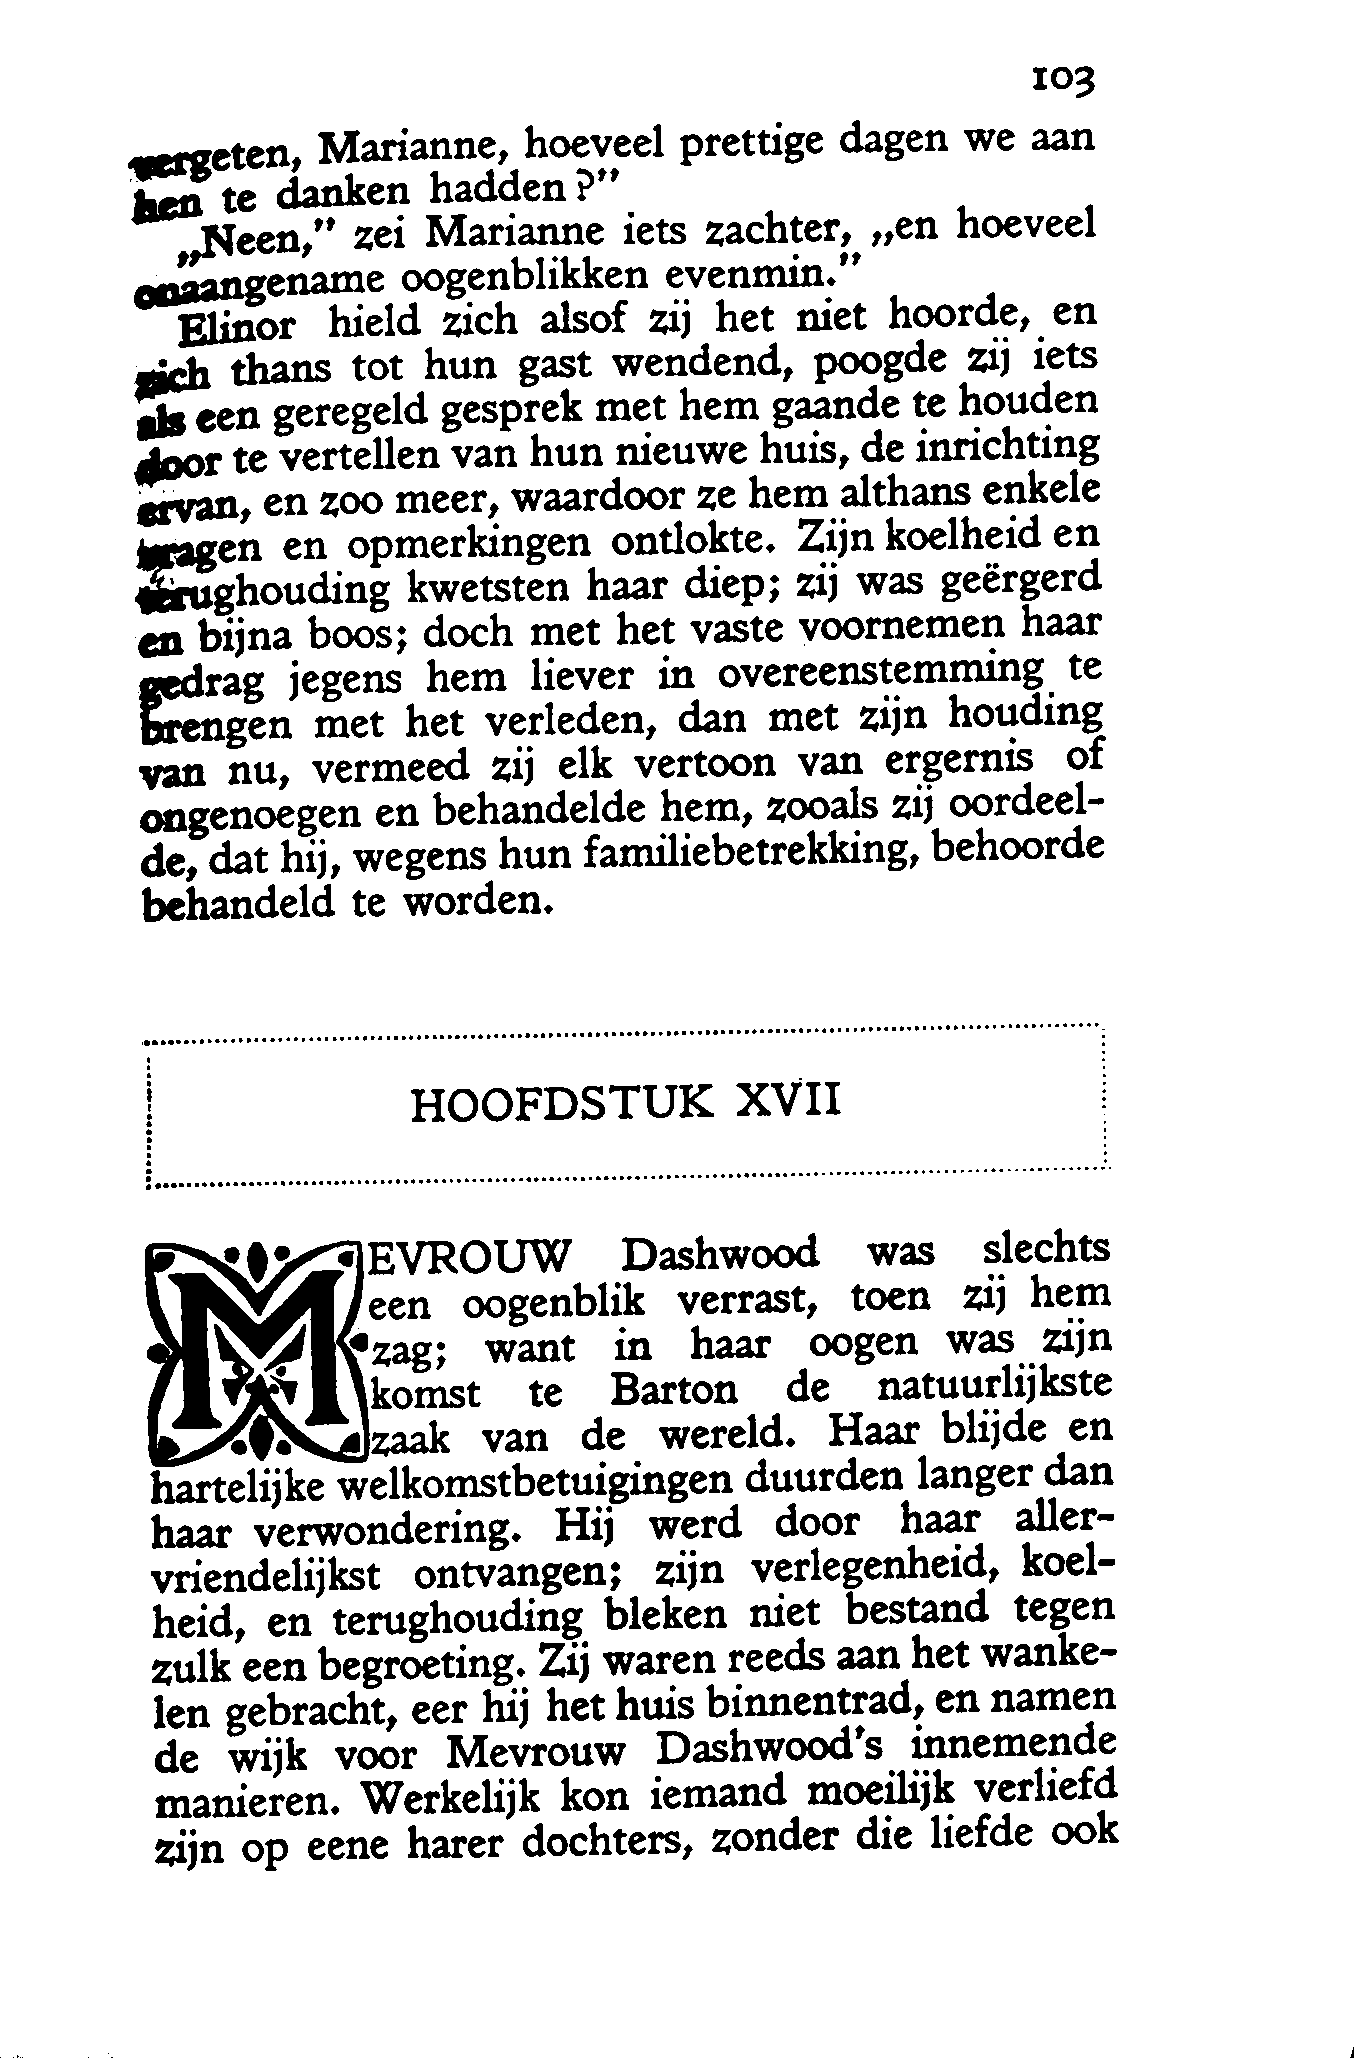 103
vergeten, Marianne, hoeveel prettige dagen we aan
hen te danken hadden?”
„Neen,” zei Marianne iets zachter, „en hoeveel
onaangename oogenblikken evenmin.”
Elinor hield zich alsof zij het niet hoorde, en
zich thans tot hun gast wendend, poogde zij iets
als een geregeld gesprek met hem gaande te houden
door te vertellen van hun nieuwe huis, de inrichting
ervan, en zoo meer, waardoor ze hem althans enkele
vragen en opmerkingen ontlokte. Zijn koelheid en
terughouding kwetsten haar diep; zij was geërgerd
en bijna boos; doch met het vaste voornemen haar
gedrag jegens hem liever in overeenstemming te
brengen met het verleden, dan met zijn houding
van nu, vermeed zij elk vertoon van ergernis of
ongenoegen en behandelde hem, zooals zij oordeel-
de, dat hij, wegens hun familiebetrekking, behoorde
behandeld te worden.
HOOFDSTUK XVII
MEVROUW Dashwood was slechts
een oogenblik verrast, toen zij hem
zag; want in haar oogen was zijn
komst te Barton de natuurlijkste
zaak van de wereld. Haar blijde en
hartelijke welkomstbetuigingen duurden langer dan
haar verwondering. Hij werd door haar aller-
vriendelijkst ontvangen; zijn verlegenheid, koel-
heid, en terughouding bleken niet bestand tegen
zulk een begroeting. Zij waren reeds aan het wanke-
len gebracht, eer hij het huis binnentrad, en namen
de wijk voor Mevrouw Dashwood's innemende
manieren. Werkelijk kon iemand moeilijk verliefd
zijn op eene harer dochters, zonder die liefde ook